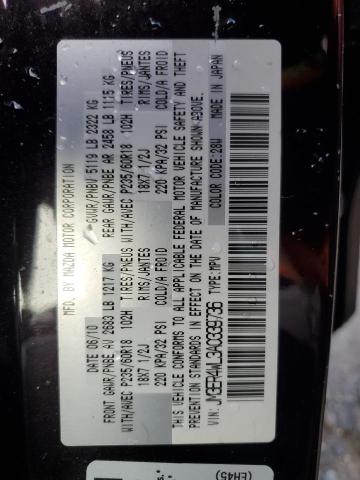 MFD. BY MAZDA MOTOR CORPORATION
DATE 06/10 GVWR/PNBV 5119 LB 2322 KG
FRONT GAWR/PNBE AV 2683 LB 1217 KG REAR GAWR/PNBE AR 2458 LB 1115 KG
WITH/AVEC P235/60R18 102H TIRES/PNEUS WITH/AVEC P235/60R18 102H TIRES/PNEUS
18X7 1/2J RIMS/JANTES 18X7 1/2J RIMS/JANTES
220 KPA/32 PSI COLD/A FROID 220 KPA/32 PSI COLD/A FROID
THIS VEHICLE CONFORMS TO ALL APPLICABLE FEDERAL MOTOR VEHICLE SAFETY AND THEFT
PREVENTION STANDARDS IN EFFECT ON THE DATE OF MANUFACTURE SHOWN ABOVE.
COLOR CODE:28W MADE IN JAPAN
VIN: JM3ER4WL3A0339736 TYPE:MPV
(EH45)